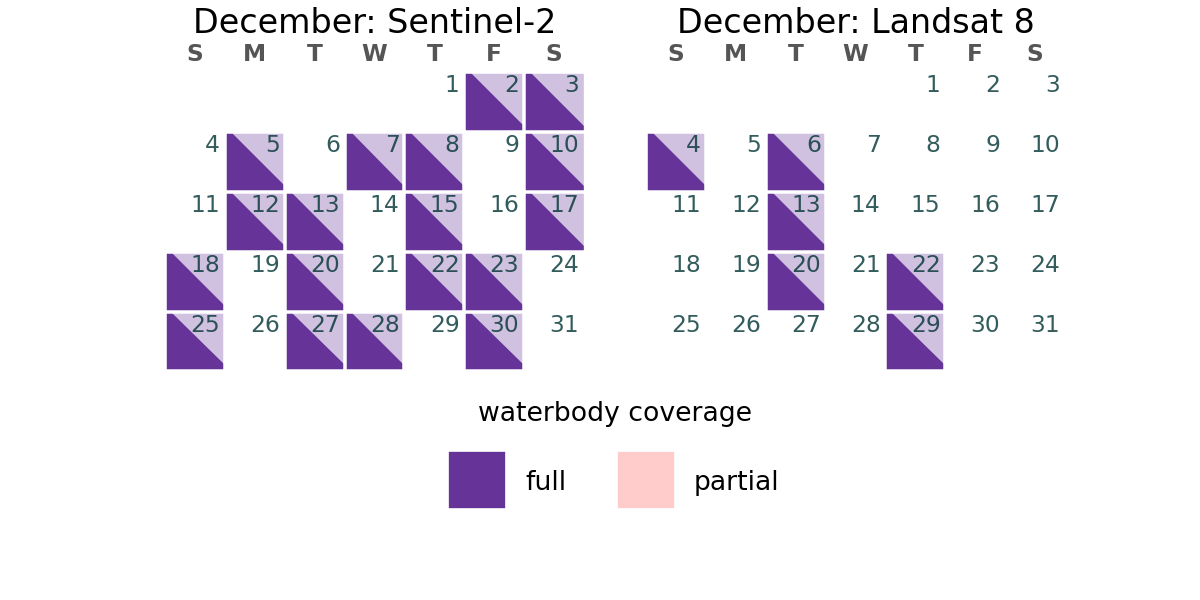 December: Sentinel-2
S M T W T F S
1 2 3
4 5 6 7 8 9 10
11 12 13 14 15 16 17
18 19 20 21 22 23 24
25 26 27 28 29 30 31
December: Landsat 8
S M T W T F S
1 2 3
4 5 6 7 8 9 10
11 12 13 14 15 16 17
18 19 20 21 22 23 24
25 26 27 28 29 30 31
waterbody coverage
full partial